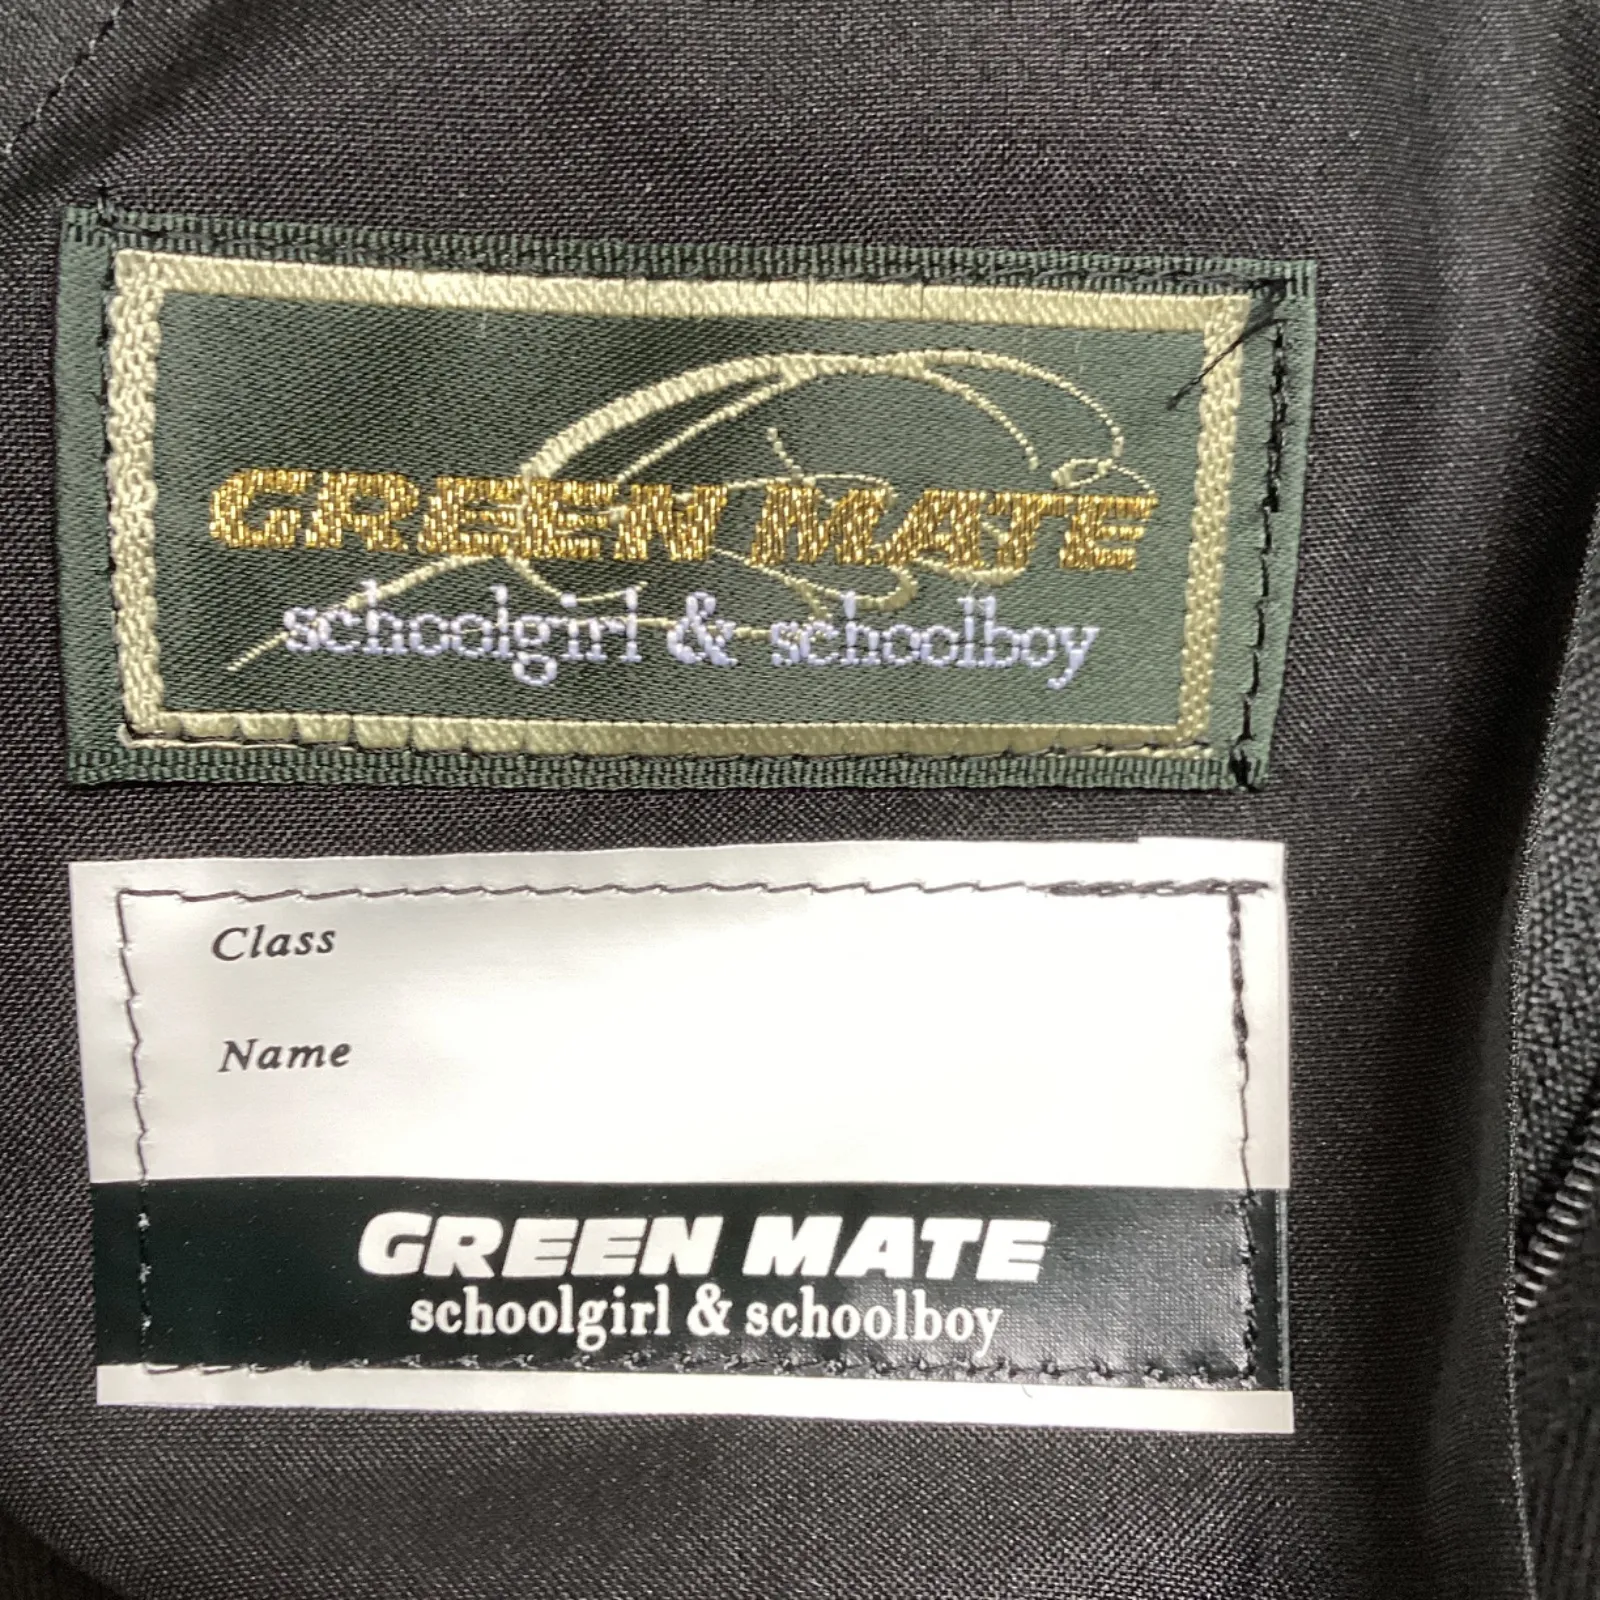 GREEN MATE
schoolgirl & schoolboy
Class
Name
GREEN MATE
schoolgirl & schoolboy